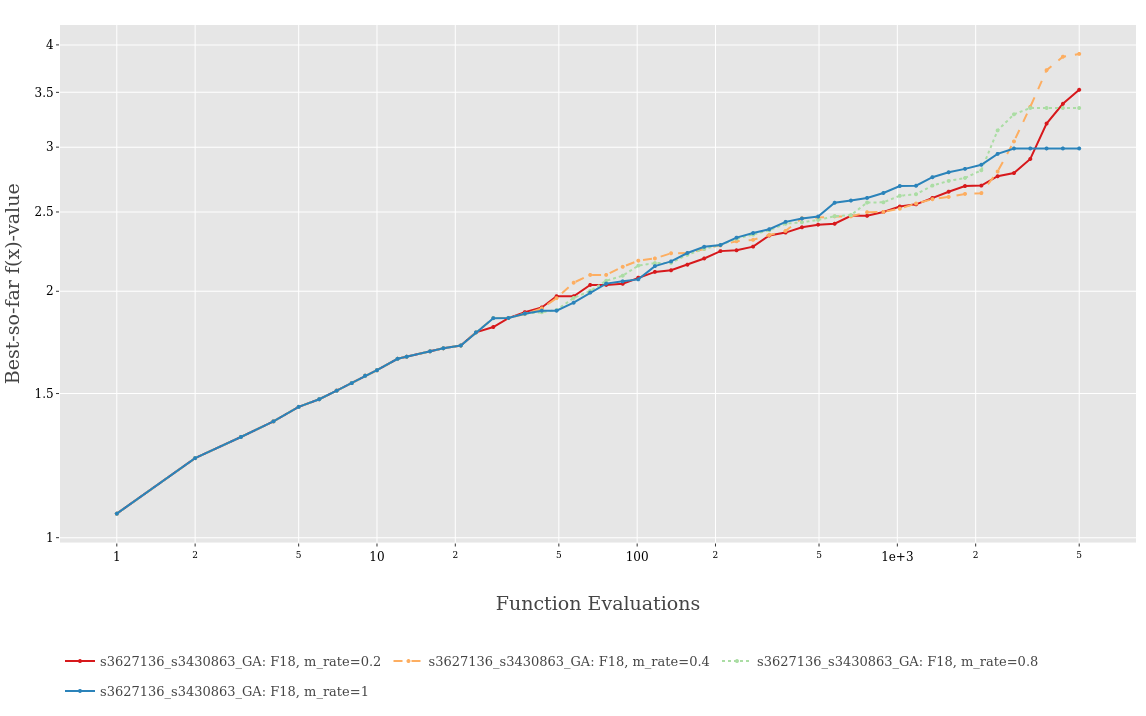 Best-so-far f(x)-value
4
3.5
3
2.5
2
1.5
1
1 2 5 10 2 5 100 2 5 1e+3 2 5
Function Evaluations
s3627136_s3430863_GA: F18, m_rate=0.2 s3627136_s3430863_GA: F18, m_rate=0.4 s3627136_s3430863_GA: F18, m_rate=0.8
s3627136_s3430863_GA: F18, m_rate=1